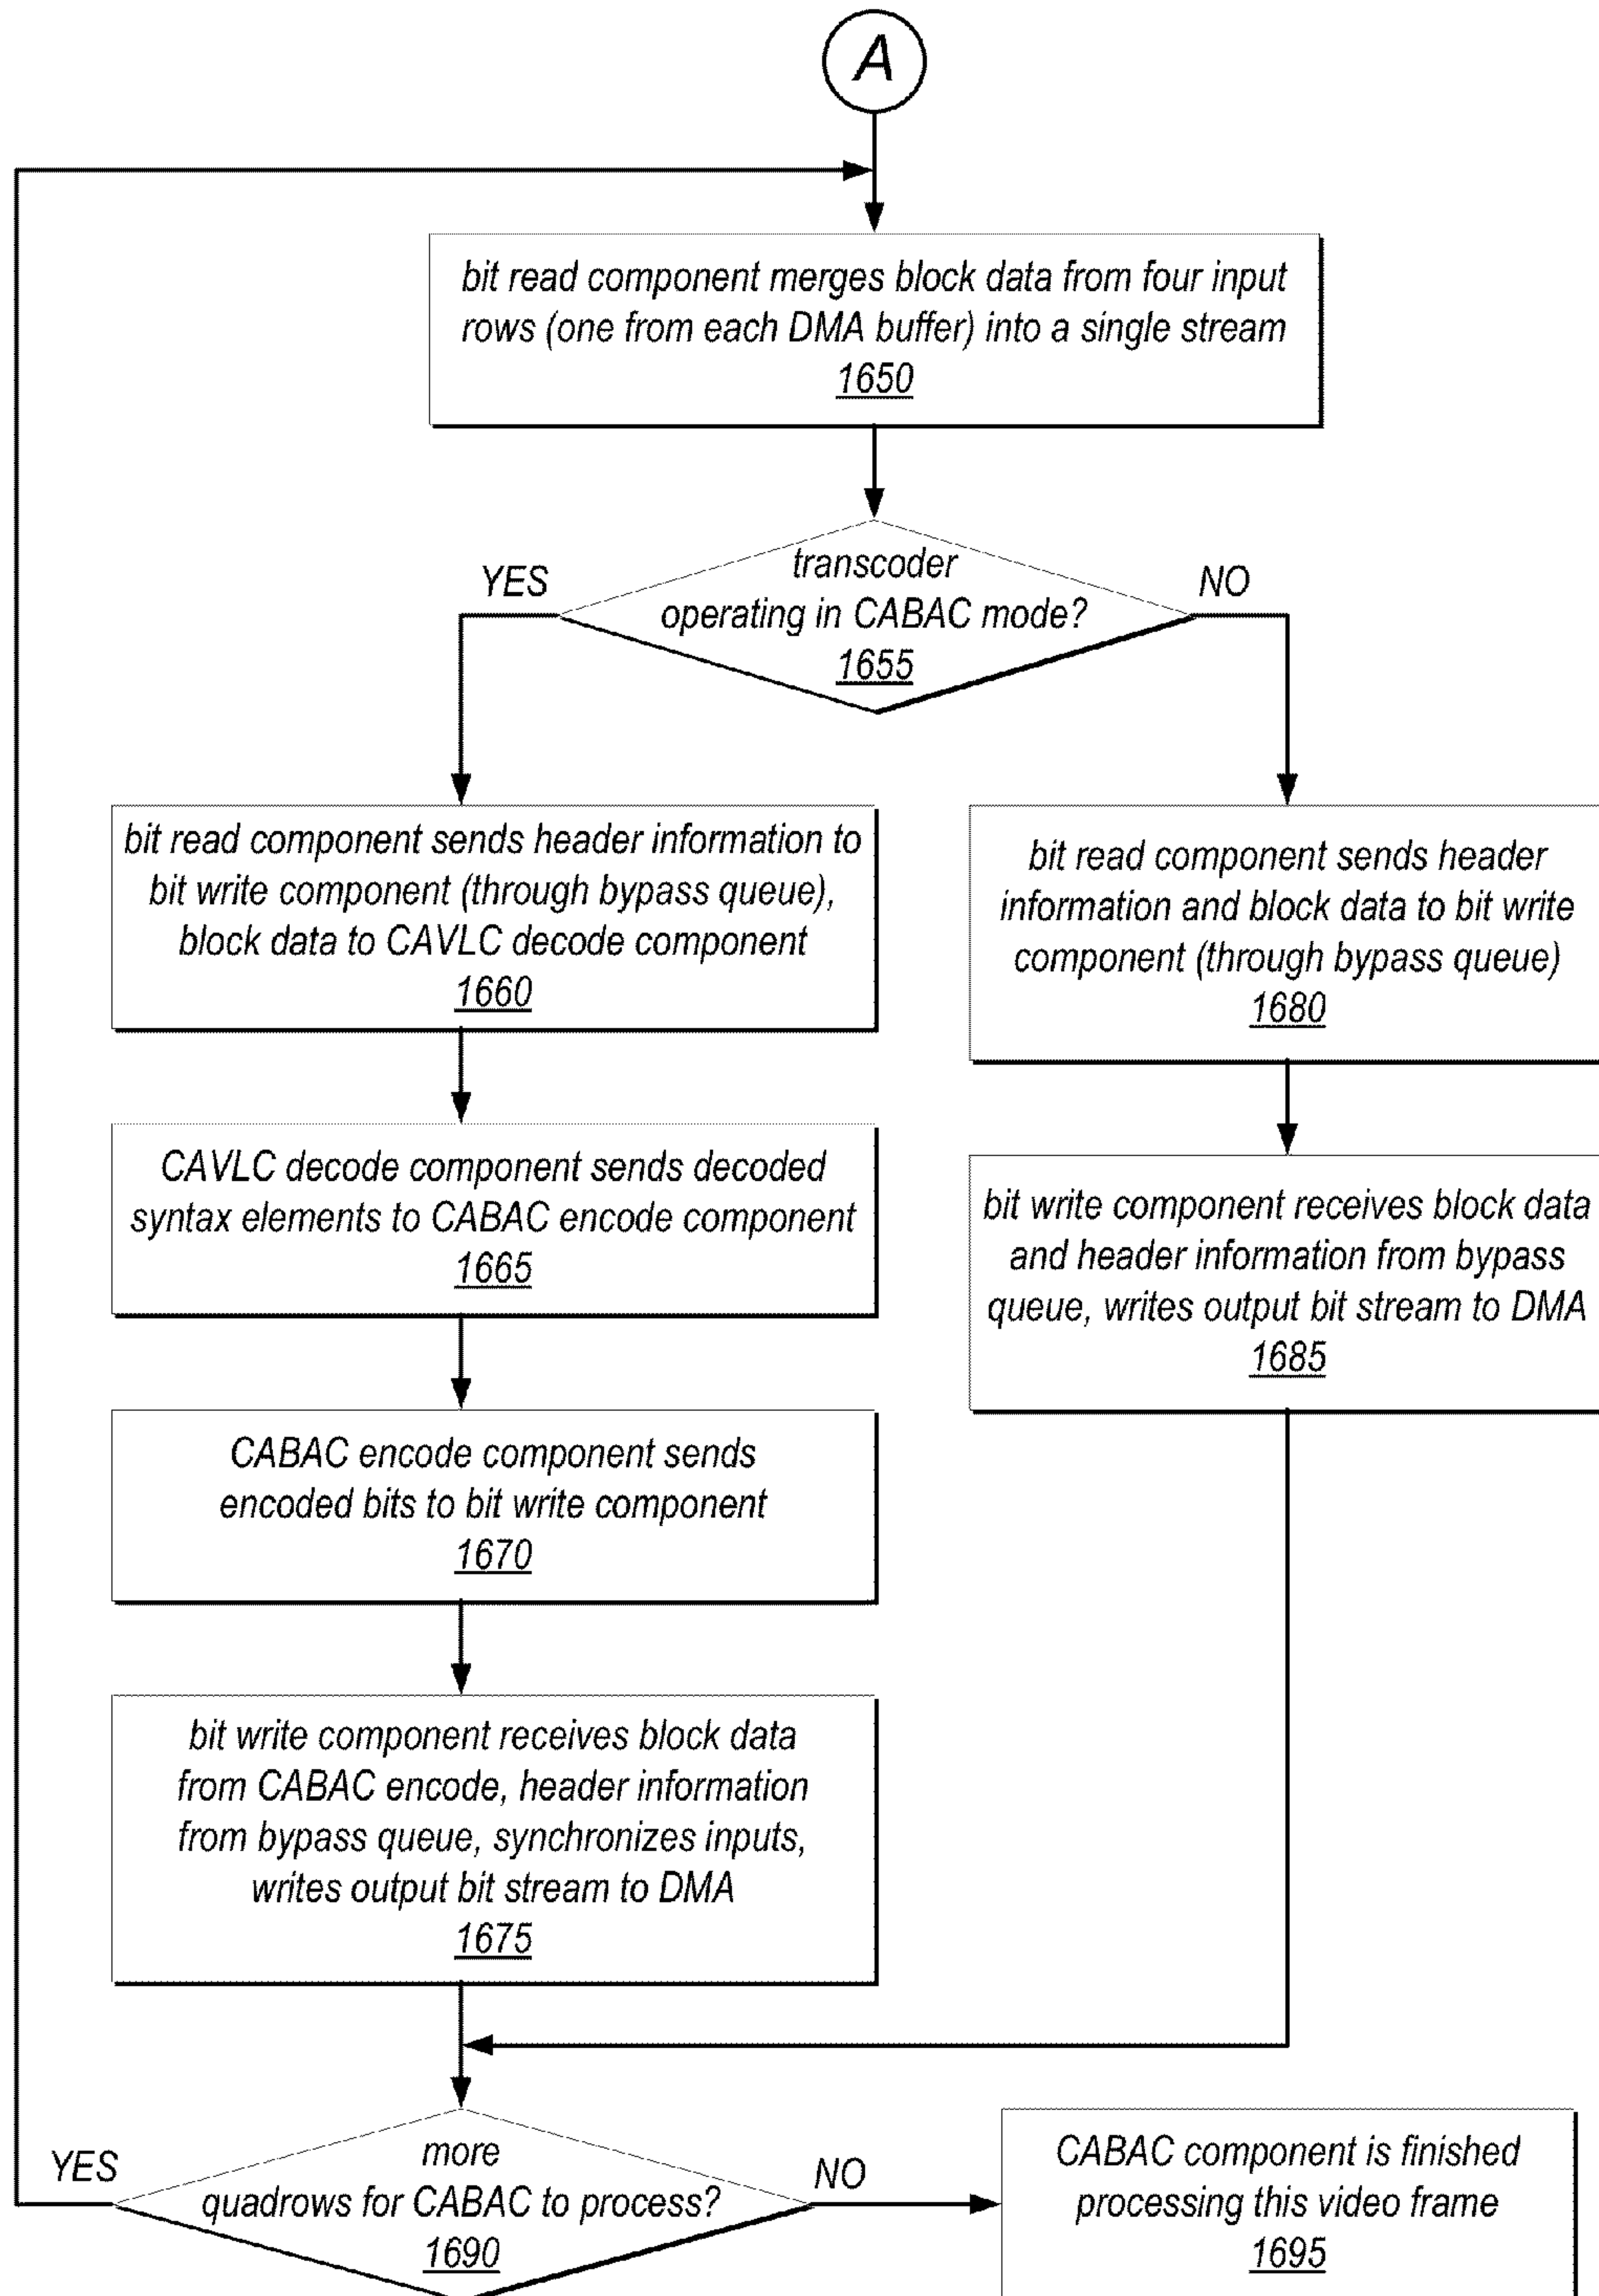 A
bit read component merges block data from four input
rows (one from each DMA buffer) into a single stream
1650
transcoder
operating in CABAC mode?
1655
YES
NO
bit read component sends header information to
bit write component (through bypass queue),
block data to CAVLC decode component
1660
CAVLC decode component sends decoded
syntax elements to CABAC encode component
1665
CABAC encode component sends
encoded bits to bit write component
1670
bit write component receives block data
from CABAC encode, header information
from bypass queue, synchronizes inputs,
writes output bit stream to DMA
1675
bit read component sends header
information and block data to bit write
component (through bypass queue)
1680
bit write component receives block data
and header information from bypass
queue, writes output bit stream to DMA
1685
more
quadrows for CABAC to process?
1690
YES
NO
CABAC component is finished
processing this video frame
1695